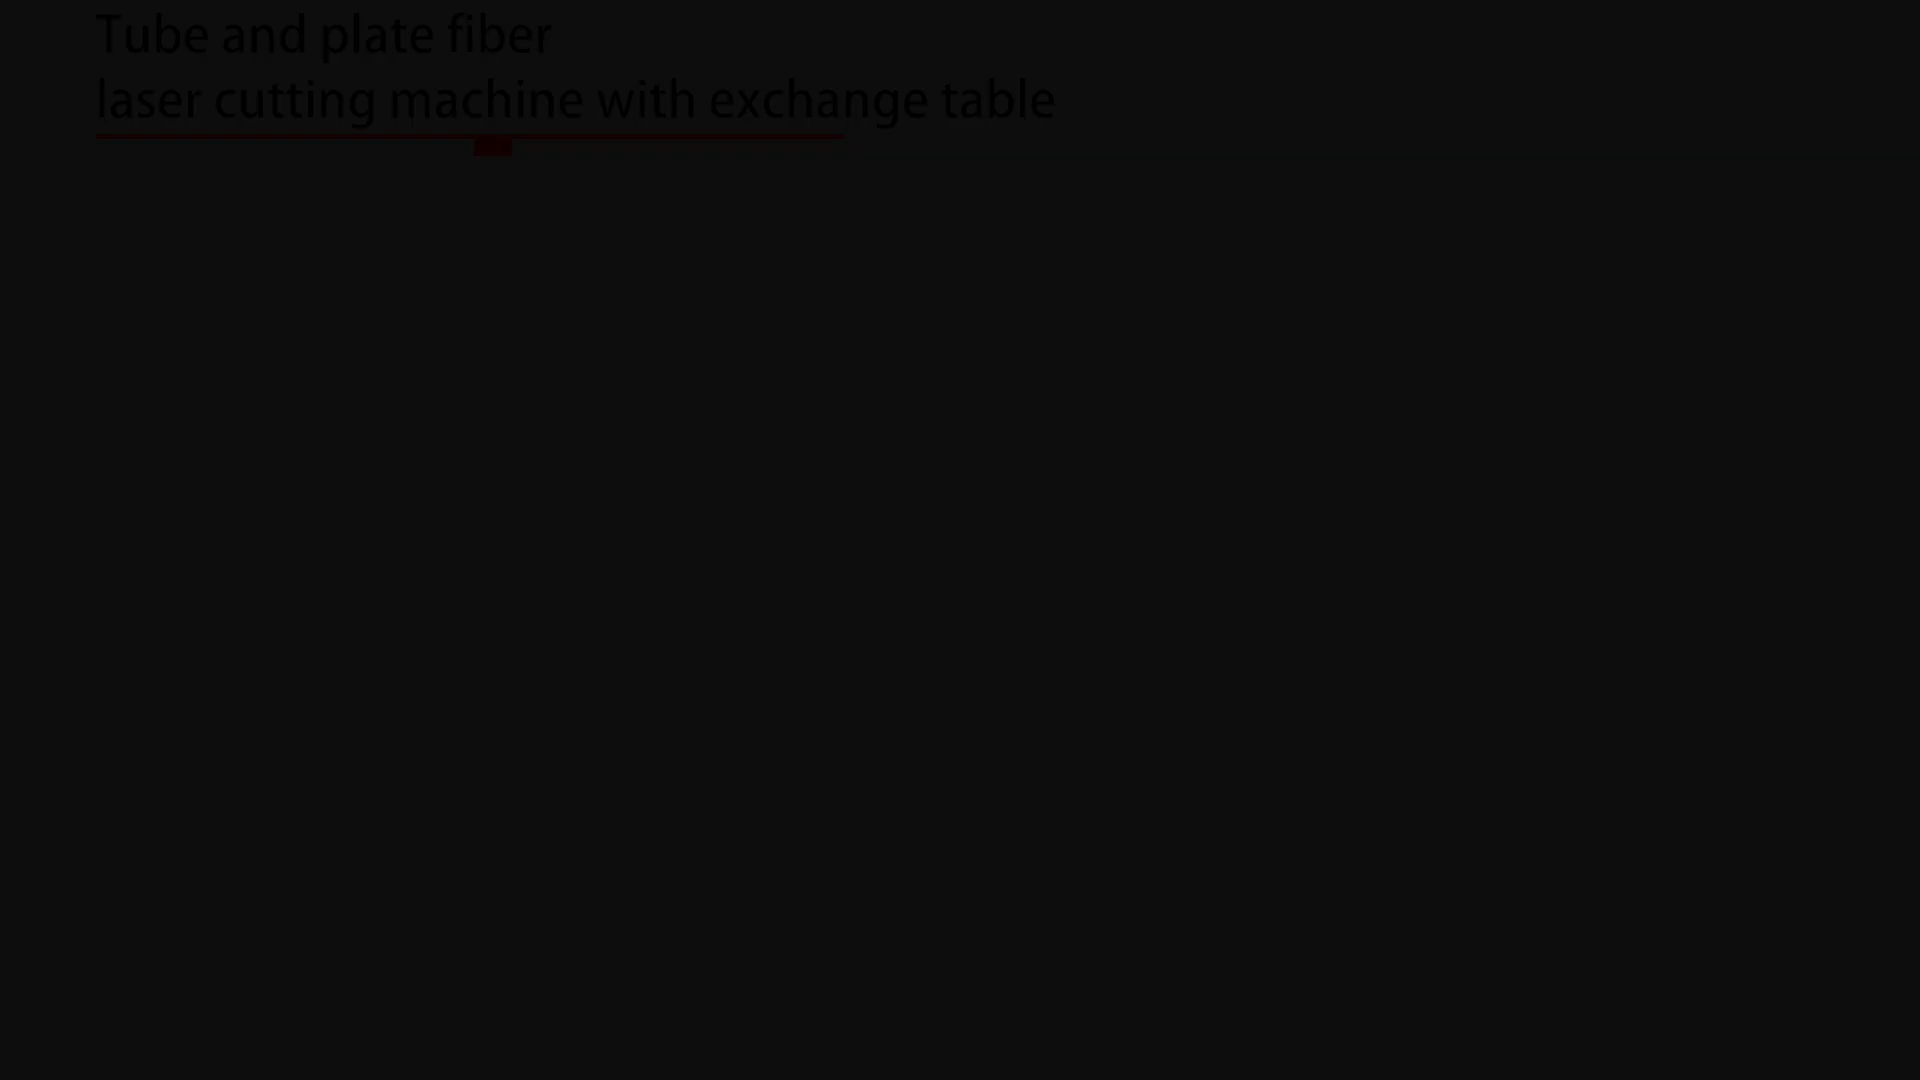 Tube and plate fiber
laser cutting machine with exchange table